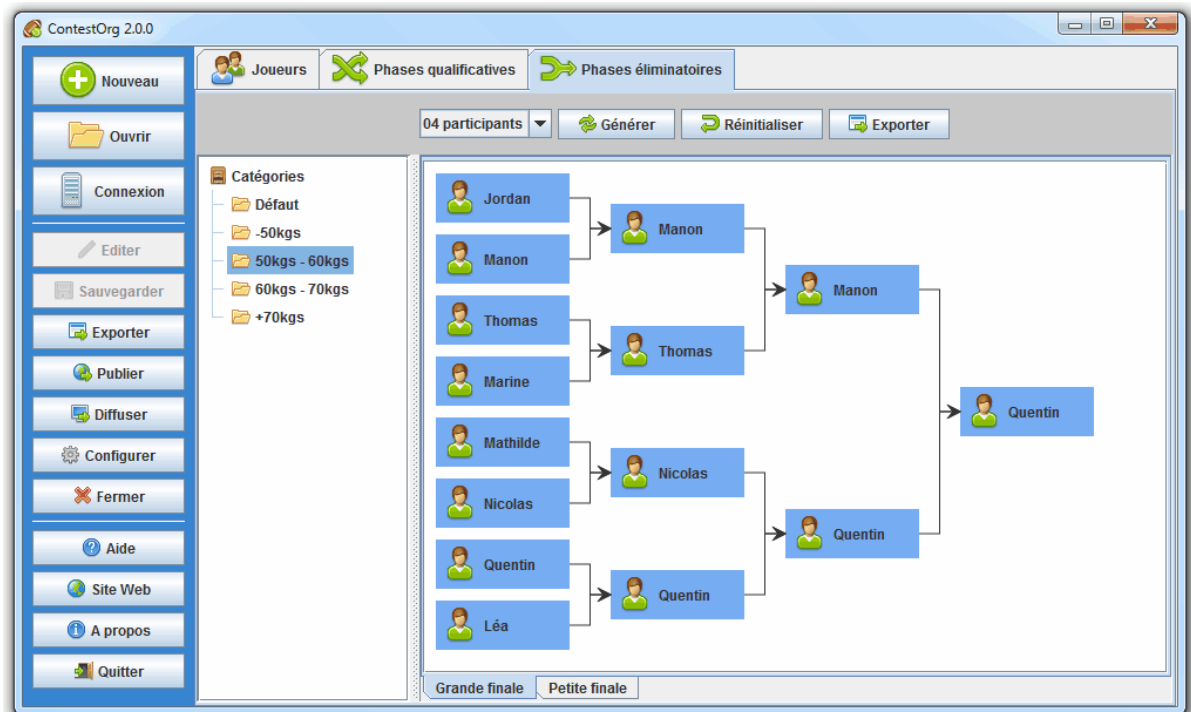 ContestOrg 2.0.0
Nouveau
Ouvrir
Connexion
Editer
Sauvegarder
Exporter
Publier
Diffuser
Configurer
Fermer
Aide
Site Web
A propos
Quitter
Joueurs
Phases qualificatives
Phases éliminatoires
04 participants
Générer
Réinitialiser
Exporter
Catégories
Défaut
-50kgs
50kgs - 60kgs
60kgs - 70kgs
+70kgs
Jordan
Manon
Thomas
Marine
Mathilde
Nicolas
Quentin
Léa
Manon
Thomas
Nicolas
Quentin
Manon
Quentin
Quentin
Grande finale
Petite finale